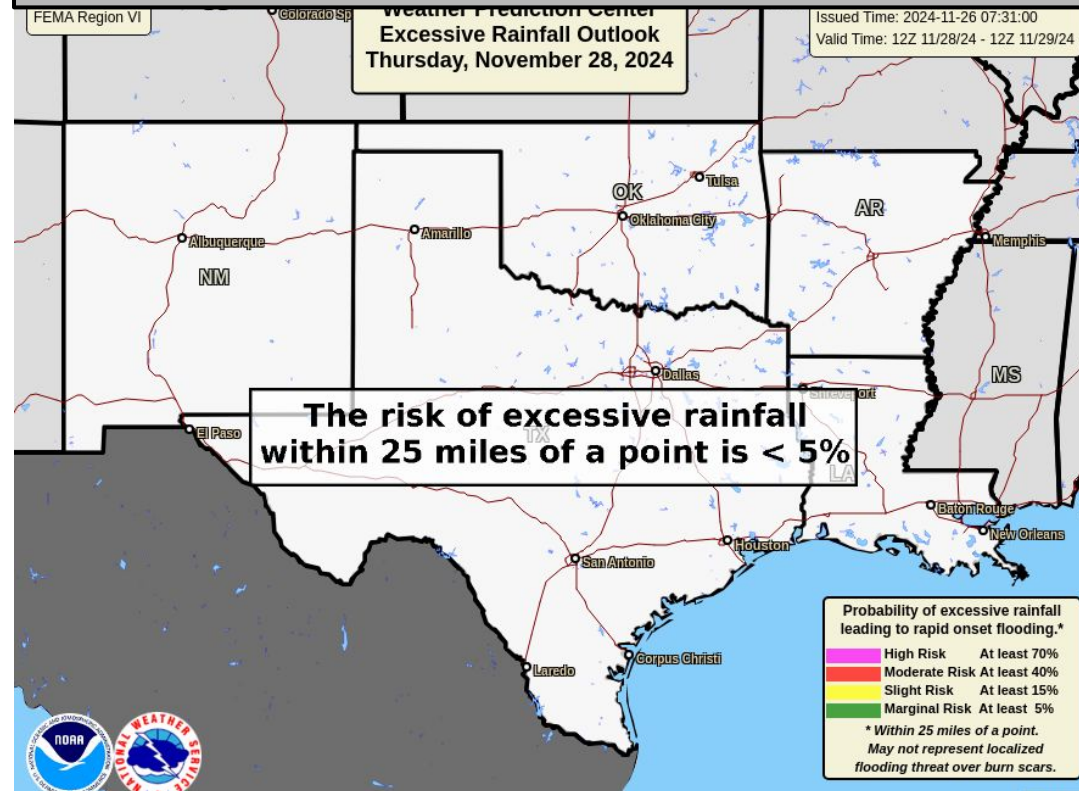 Weather Prediction Center
Excessive Rainfall Outlook
Thursday, November 28, 2024
FEMA Region VI
Issued Time: 2024-11-26 07:31:00
Valid Time: 12Z 11/28/24 - 12Z 11/29/24
Colorado Sp
OK
Tulsa
Oklahoma City
AR
Memphis
Amarillo
Albuquerque
NM
MS
Dallas
Shreveport
The risk of excessive rainfall
within 25 miles of a point is < 5%
TX
LA
El Paso
Baton Rouge
New Orleans
Houston
San Antonio
Corpus Christi
Laredo
Probability of excessive rainfall
leading to rapid onset flooding.*
High Risk At least 70%
Moderate Risk At least 40%
Slight Risk At least 15%
Marginal Risk At least 5%
* Within 25 miles of a point.
May not represent localized
flooding threat over burn scars.
NOAA
NATIONAL WEATHER SERVICE